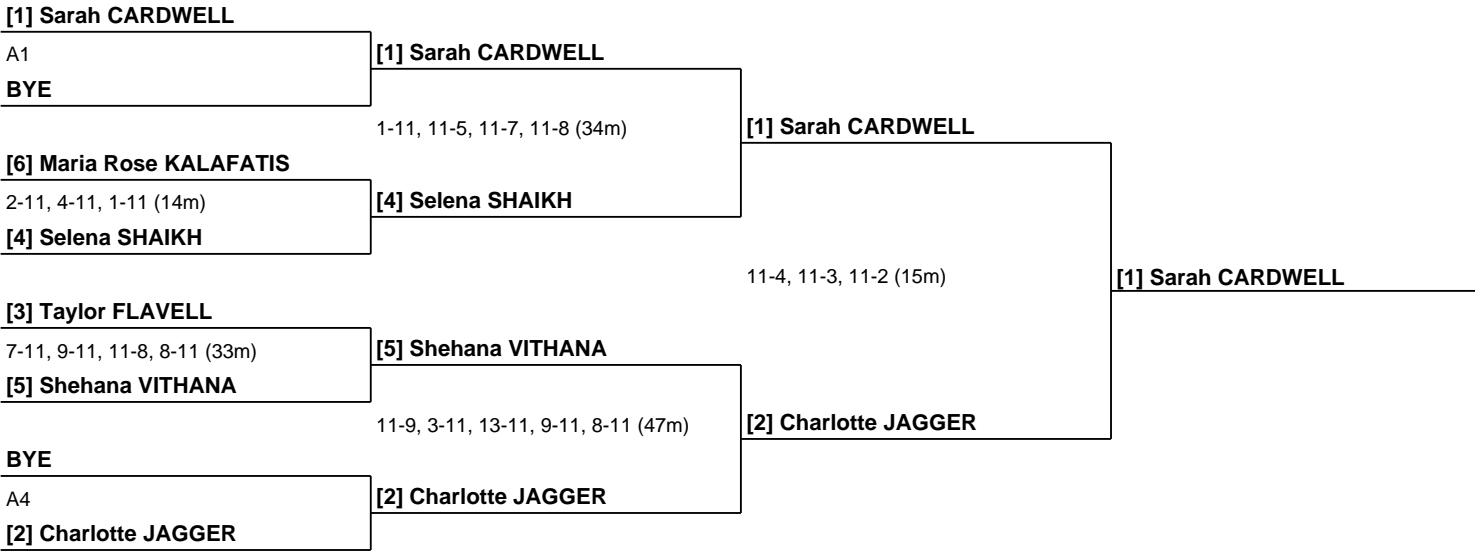 [1] Sarah CARDWELL
A1
BYE
[6] Maria Rose KALAFATIS
2-11, 4-11, 1-11 (14m)
[4] Selena SHAIKH
[3] Taylor FLAVELL
7-11, 9-11, 11-8, 8-11 (33m)
[5] Shehana VITHANA
BYE
A4
[2] Charlotte JAGGER
[1] Sarah CARDWELL
1-11, 11-5, 11-7, 11-8 (34m)
[4] Selena SHAIKH
[5] Shehana VITHANA
11-9, 3-11, 13-11, 9-11, 8-11 (47m)
[2] Charlotte JAGGER
[1] Sarah CARDWELL
11-4, 11-3, 11-2 (15m)
[2] Charlotte JAGGER
[1] Sarah CARDWELL